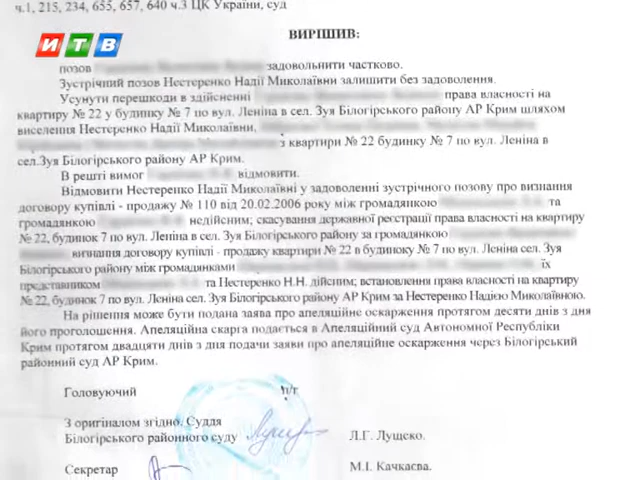 ч.1, 215, 234, 655, 657, 640 ч.3 ЦК України, суд
ВИРІШИВ:
ИТВ
позов задовольнити частково.
Зустрічний позов Нестеренко Надії Миколаївни залишити без задоволення.
Усунути перешкоди в здійсненні права власності на
квартиру № 22 у будинку № 7 по вул. Леніна в сел. Зуя Білогірського району АР Крим шляхом
виселення Нестеренко Надії Миколаївни,
з квартири № 22 будинку № 7 по вул. Леніна в
сел.Зуя Білогірського району АР Крим.
В решті вимог відмовити.
Відмовити Нестеренко Надії Миколаївні у задоволенні зустрічного позову про визнання
договору купівлі - продажу № 110 від 20.02.2006 року між громадянкою та
громадянкою недійсним; скасування державної реєстрації права власності на квартиру
№ 22, будинок 7 по вул. Леніна в сел. Зуя Білогірського району АР Крим за громадянкою
визнання договору купівлі - продажу квартири № 22 в будиноку № 7 по вул. Леніна сел. Зуя
Білогірського району між громадянками їх
представником та Нестеренко Н.Н. дійсним; встановлення права власності на квартиру
№ 22, будинок 7 по вул. Леніна сел. Зуя Білогірського району АР Крим за Нестеренко Надією Миколаївною.
На рішення може бути подана заява про апеляційне оскарження протягом десяти днів з дня
його проголошення. Апеляційна скарга подається в Апеляційний суд Автономної Республіки
Крим протягом двадцяти днів з дня подачи заяви про апеляційне оскарження через Білогірський
районний суд АР Крим.
Головуючий п/г
З оригіналом згідно. Суддя
Білогірського районного суду Л.Г. Лущеко.
Секретар М.І. Качкаєва.